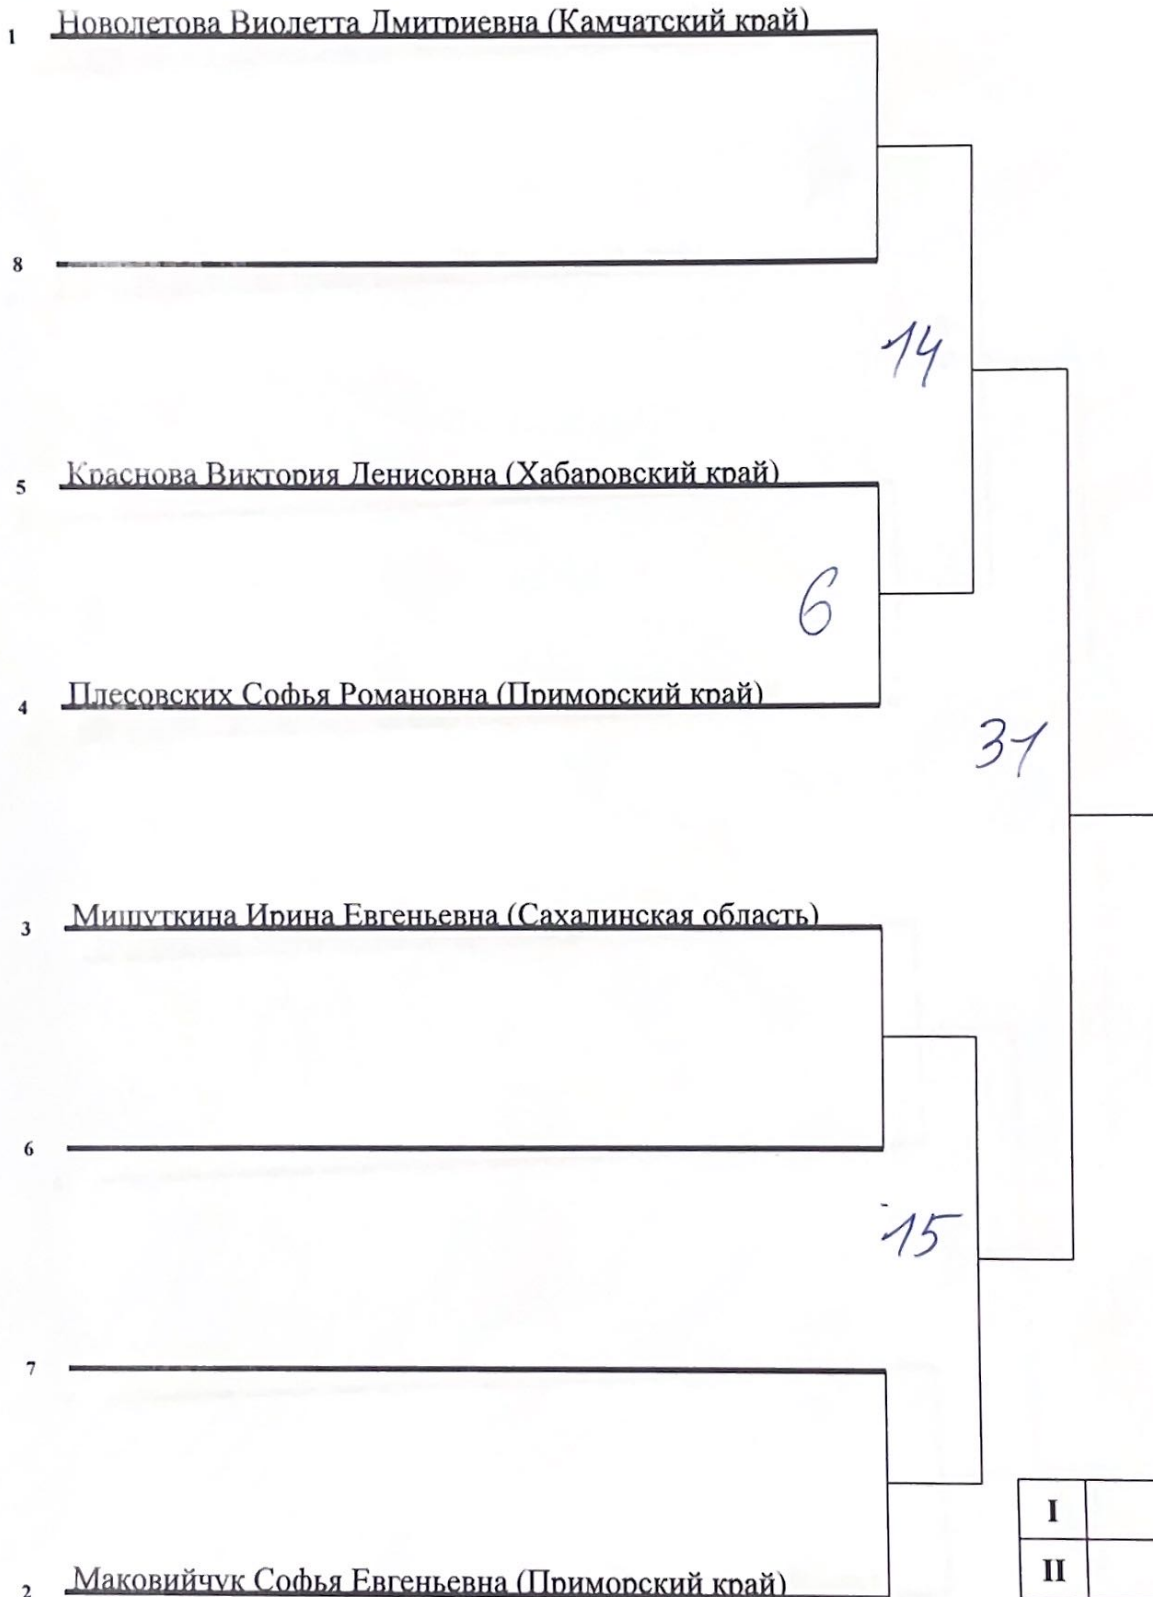 1 Новолетова Виолетта Дмитриевна (Камчатский край)
8
14
5 Краснова Виктория Денисовна (Хабаровский край)
6
4 Плесовских Софья Романовна (Приморский край)
31
3 Мишуткина Ирина Евгеньевна (Сахалинская область)
6
15
7
I
II
2 Маковийчук Софья Евгеньевна (Приморский край)